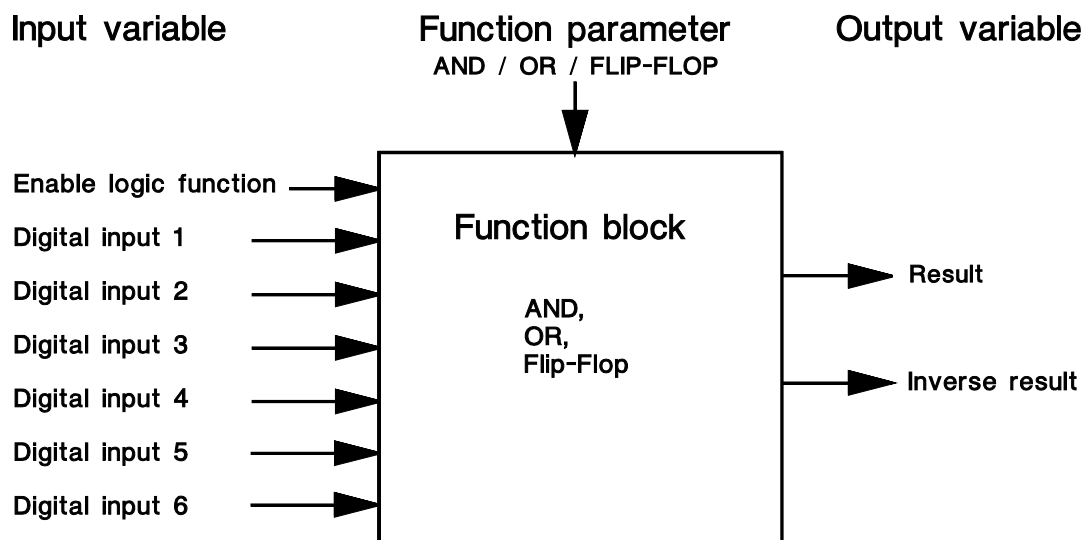 Input variable
Function parameter
Output variable
AND / OR / FLIP-FLOP
Enable logic function
Digital input 1
Digital input 2
Digital input 3
Digital input 4
Digital input 5
Digital input 6
Function block
AND,
OR,
Flip-Flop
Result
Inverse result